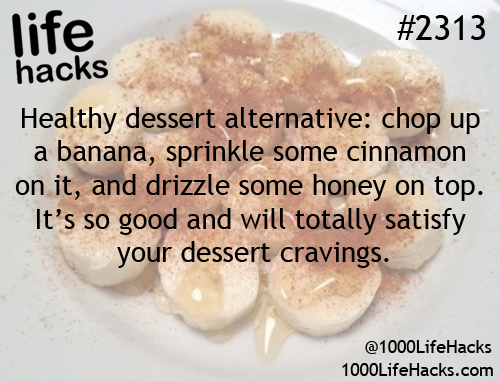 life
hacks
#2313
Healthy dessert alternative: chop up
a banana, sprinkle some cinnamon
on it, and drizzle some honey on top.
It's so good and will totally satisfy
your dessert cravings.
@1000LifeHacks
1000LifeHacks.com